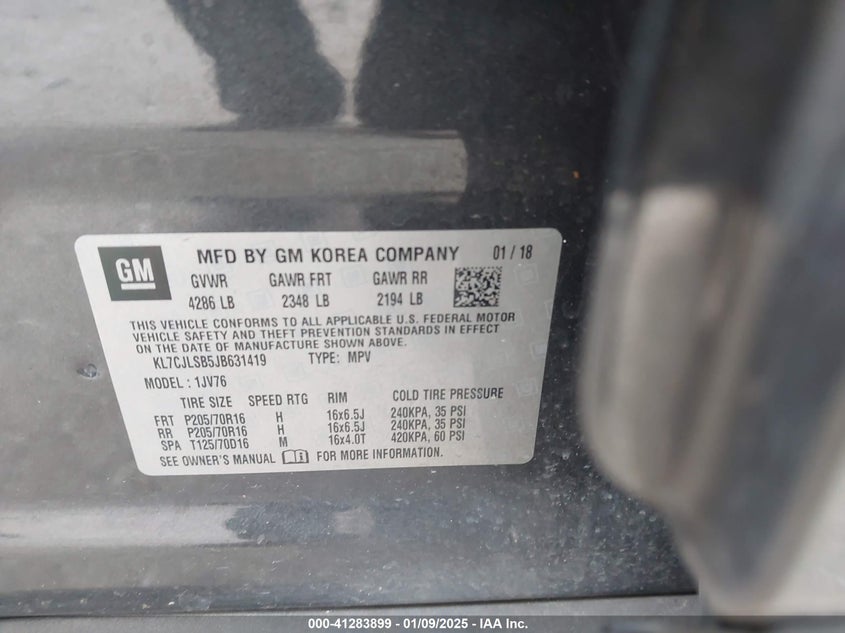 GM
MFD BY GM KOREA COMPANY 01 / 18
GVWR GAWR FRT GAWR RR
4286 LB 2348 LB 2194 LB
THIS VEHICLE CONFORMS TO ALL APPLICABLE U.S. FEDERAL MOTOR
VEHICLE SAFETY AND THEFT PREVENTION STANDARDS IN EFFECT
ON THE DATE OF MANUFACTURE SHOWN ABOVE.
KL7CJLSB5JB631419 TYPE: MPV
MODEL : 1JV76
TIRE SIZE SPEED RTG RIM COLD TIRE PRESSURE
FRT P205/70R16 H 16x6.5J 240KPA, 35 PSI
RR P205/70R16 H 16x6.5J 240KPA, 35 PSI
SPA T125/70D16 M 16x4.0T 420KPA, 60 PSI
SEE OWNER'S MANUAL FOR MORE INFORMATION.
000-41283899 - 01/09/2025 - IAA Inc.